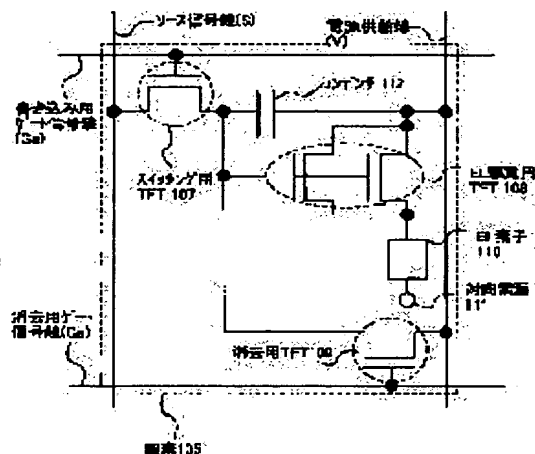 ソース信号線(S)
電源供給線
(V)
書き込み用
ゲート信号線
(Ga)
コンデンサ 112
スイッチング用
TFT 107
EL駆動用
TFT 108
EL素子
110
対向電源
111
消去用ゲート
信号線(Ge)
消去用TFT 109
画素105